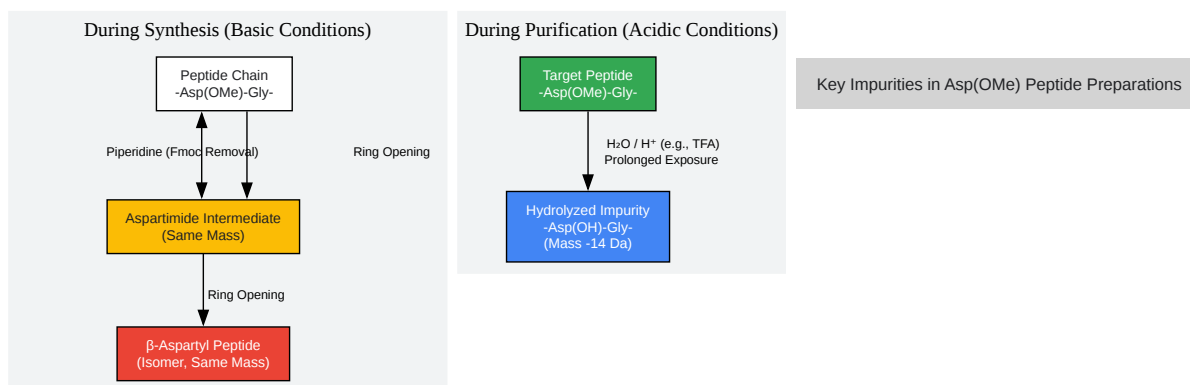 During Synthesis (Basic Conditions)
Peptide Chain
-Asp(OMe)-Gly-
Piperidine (Fmoc Removal)
Ring Opening
Aspartimide Intermediate
(Same Mass)
Ring Opening
β-Aspartyl Peptide
(Isomer, Same Mass)
During Purification (Acidic Conditions)
Target Peptide
-Asp(OMe)-Gly-
H₂O / H⁺ (e.g., TFA)
Prolonged Exposure
Hydrolyzed Impurity
-Asp(OH)-Gly-
(Mass -14 Da)
Key Impurities in Asp(OMe) Peptide Preparations